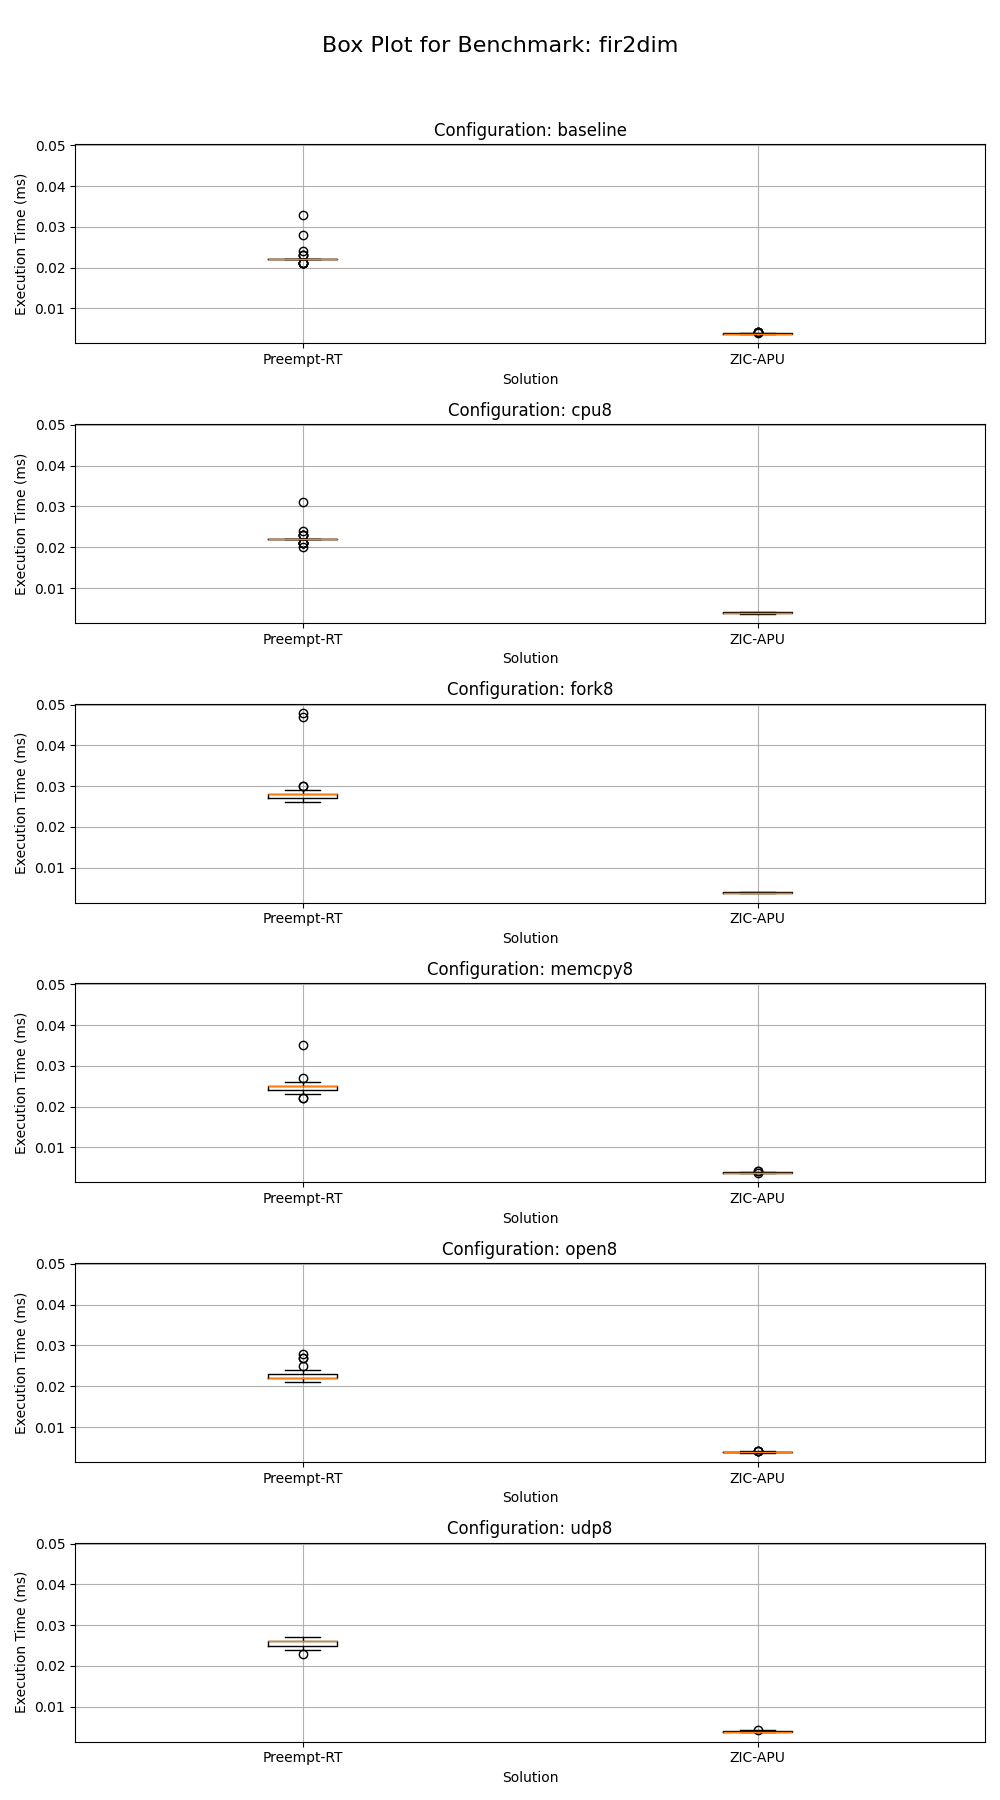 Box Plot for Benchmark: fir2dim
Configuration: baseline
0.05
0.04
0.03
0.02
0.01
Execution Time (ms)
Preempt-RT
ZIC-APU
Solution
Configuration: cpu8
0.05
0.04
0.03
0.02
0.01
Execution Time (ms)
Preempt-RT
ZIC-APU
Solution
Configuration: fork8
0.05
0.04
0.03
0.02
0.01
Execution Time (ms)
Preempt-RT
ZIC-APU
Solution
Configuration: memcpy8
0.05
0.04
0.03
0.02
0.01
Execution Time (ms)
Preempt-RT
ZIC-APU
Solution
Configuration: open8
0.05
0.04
0.03
0.02
0.01
Execution Time (ms)
Preempt-RT
ZIC-APU
Solution
Configuration: udp8
0.05
0.04
0.03
0.02
0.01
Execution Time (ms)
Preempt-RT
ZIC-APU
Solution